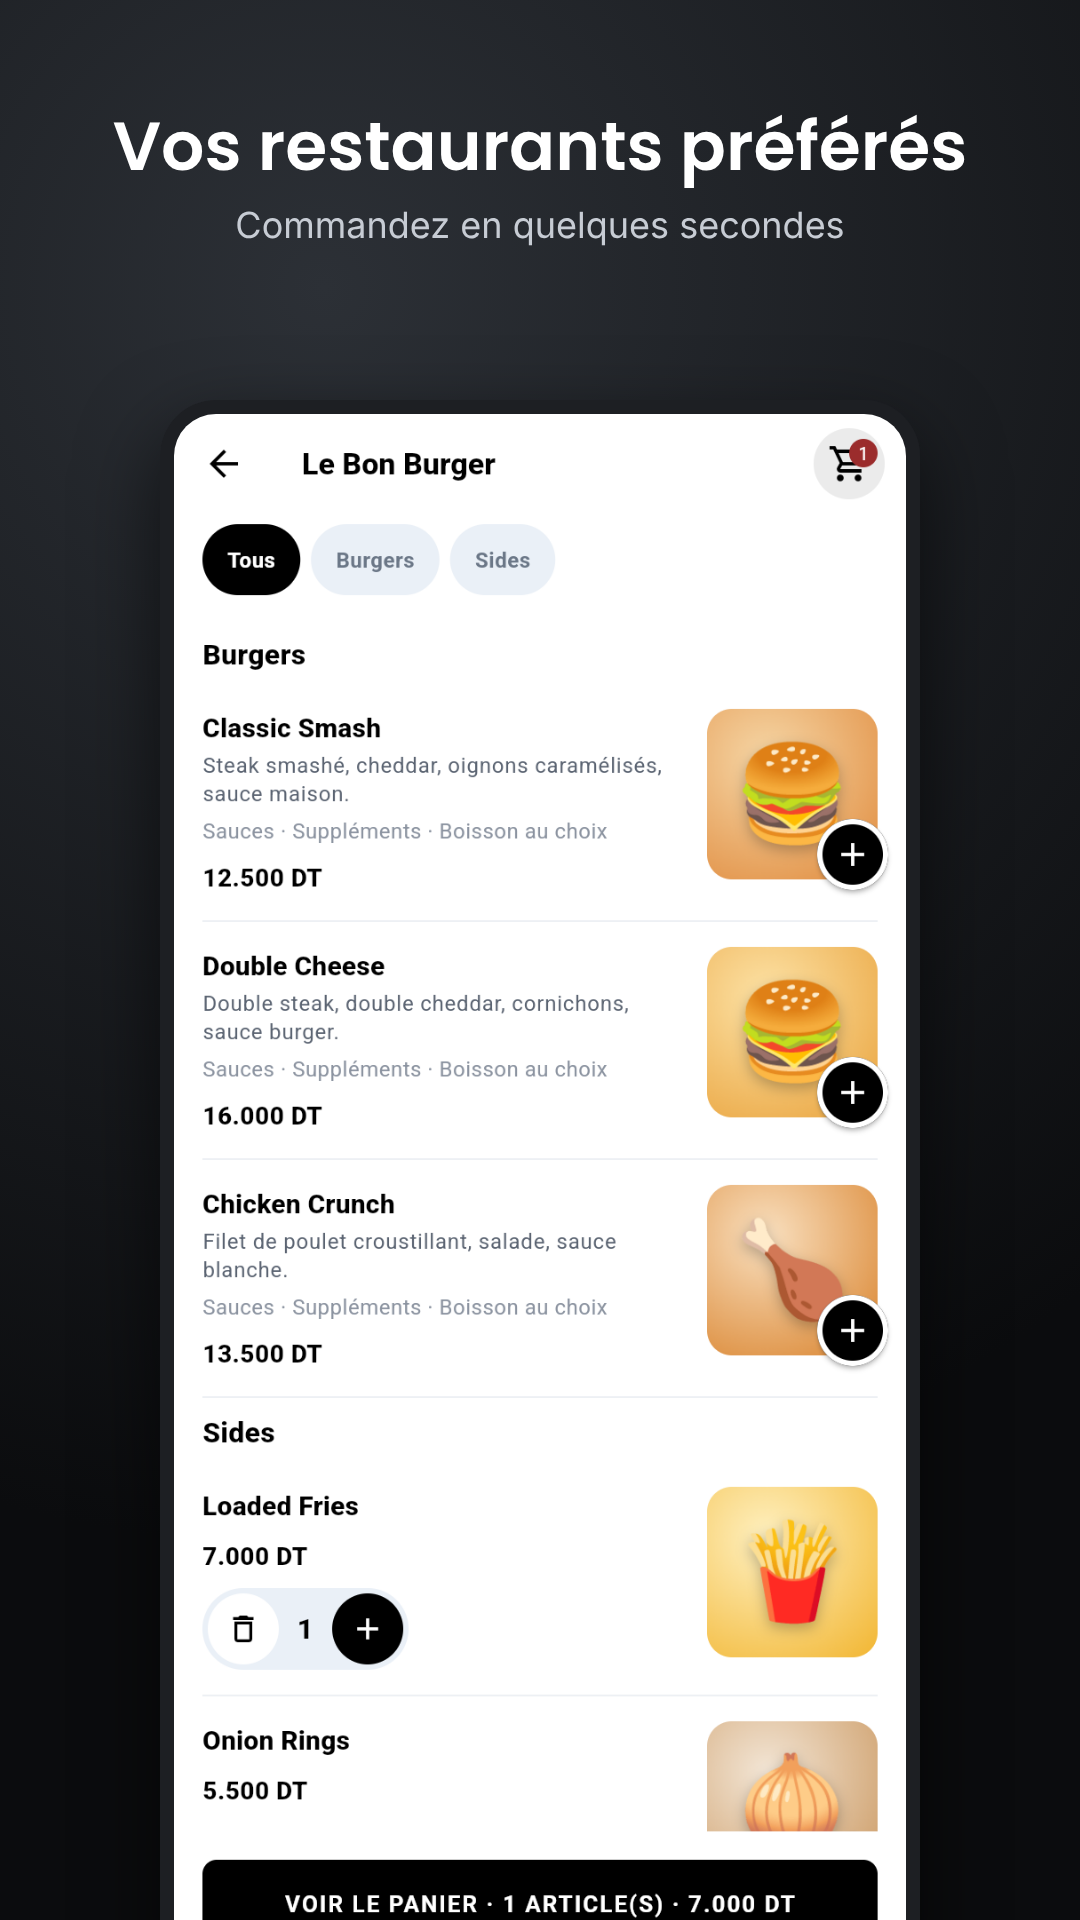 Vos restaurants préférés
Commandez en quelques secondes
Le Bon Burger
1
Tous
Burgers
Sides
Burgers
Classic Smash
Steak smashé, cheddar, oignons caramélisés,
sauce maison.
Sauces · Suppléments · Boisson au choix
12.500 DT
Double Cheese
Double steak, double cheddar, cornichons,
sauce burger.
Sauces · Suppléments · Boisson au choix
16.000 DT
Chicken Crunch
Filet de poulet croustillant, salade, sauce
blanche.
Sauces · Suppléments · Boisson au choix
13.500 DT
Sides
Loaded Fries
7.000 DT
1
Onion Rings
5.500 DT
VOIR LE PANIER · 1 ARTICLE(S) · 7.000 DT